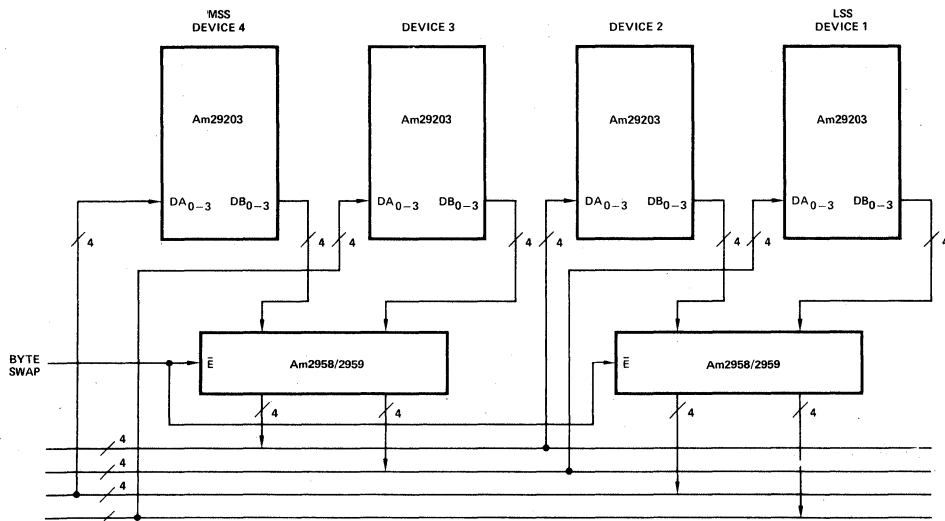 MSS
DEVICE 4
DEVICE 3
DEVICE 2
LSS
DEVICE 1
Am29203
Am29203
Am29203
Am29203
DA0–3 DB0–3
DA0–3 DB0–3
DA0–3 DB0–3
DA0–3 DB0–3
4
4
4
4
4
4
4
4
BYTE
SWAP
E̅
Am2958/2959
E̅
Am2958/2959
4
4
4
4
4
4
4